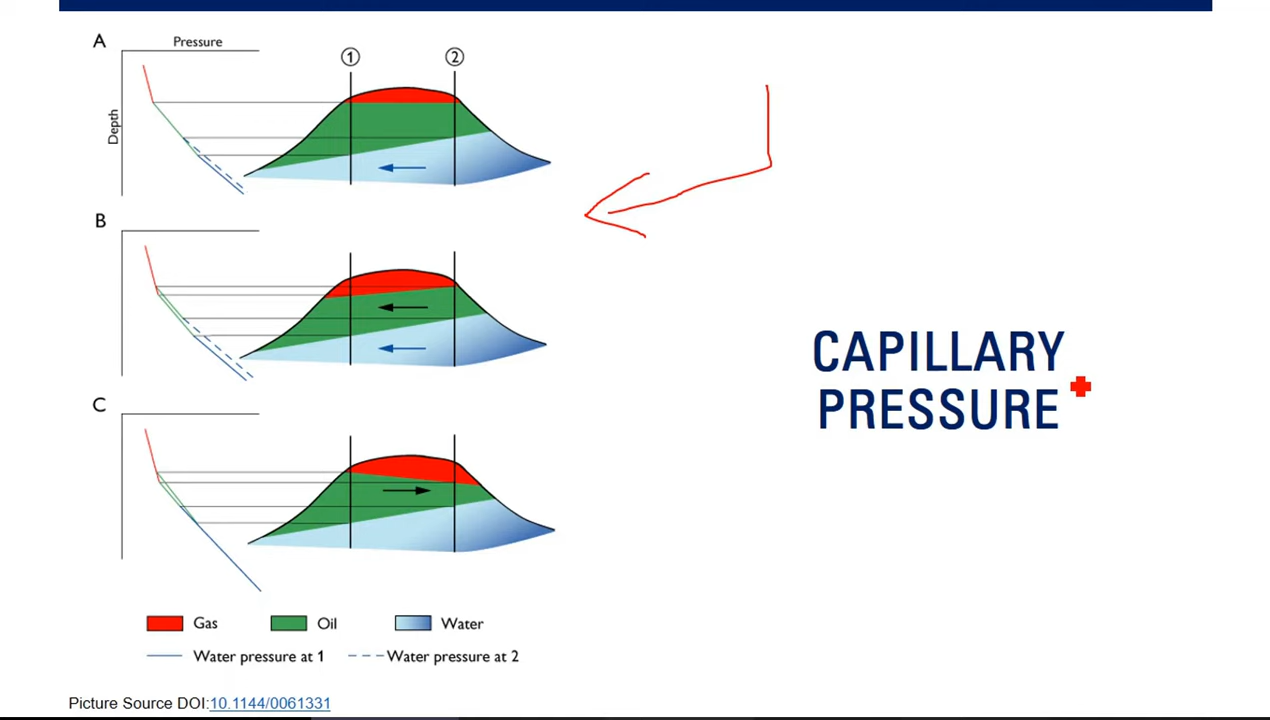 A
Pressure
1
2
Depth
B
C
CAPILLARY
PRESSURE
Gas
Oil
Water
Water pressure at 1
Water pressure at 2
Picture Source DOI:10.1144/0061331